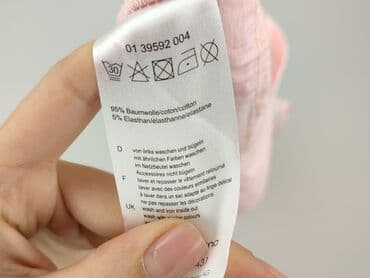 01 39592 004
30
95% Baumwolle/coton/cotton
5% Elasthan/élasthanne/elastane
D von links waschen und bügeln
mit ähnlichen Farben waschen
im Netzbeutel waschen
Accessoires nicht bügeln
F laver et repasser le vêtement retourné
laver avec des couleurs similaires
à laver dans un sac adapté au linge délicat
ne pas repasser les décorations
UK wash and iron inside out
wash with similar colours